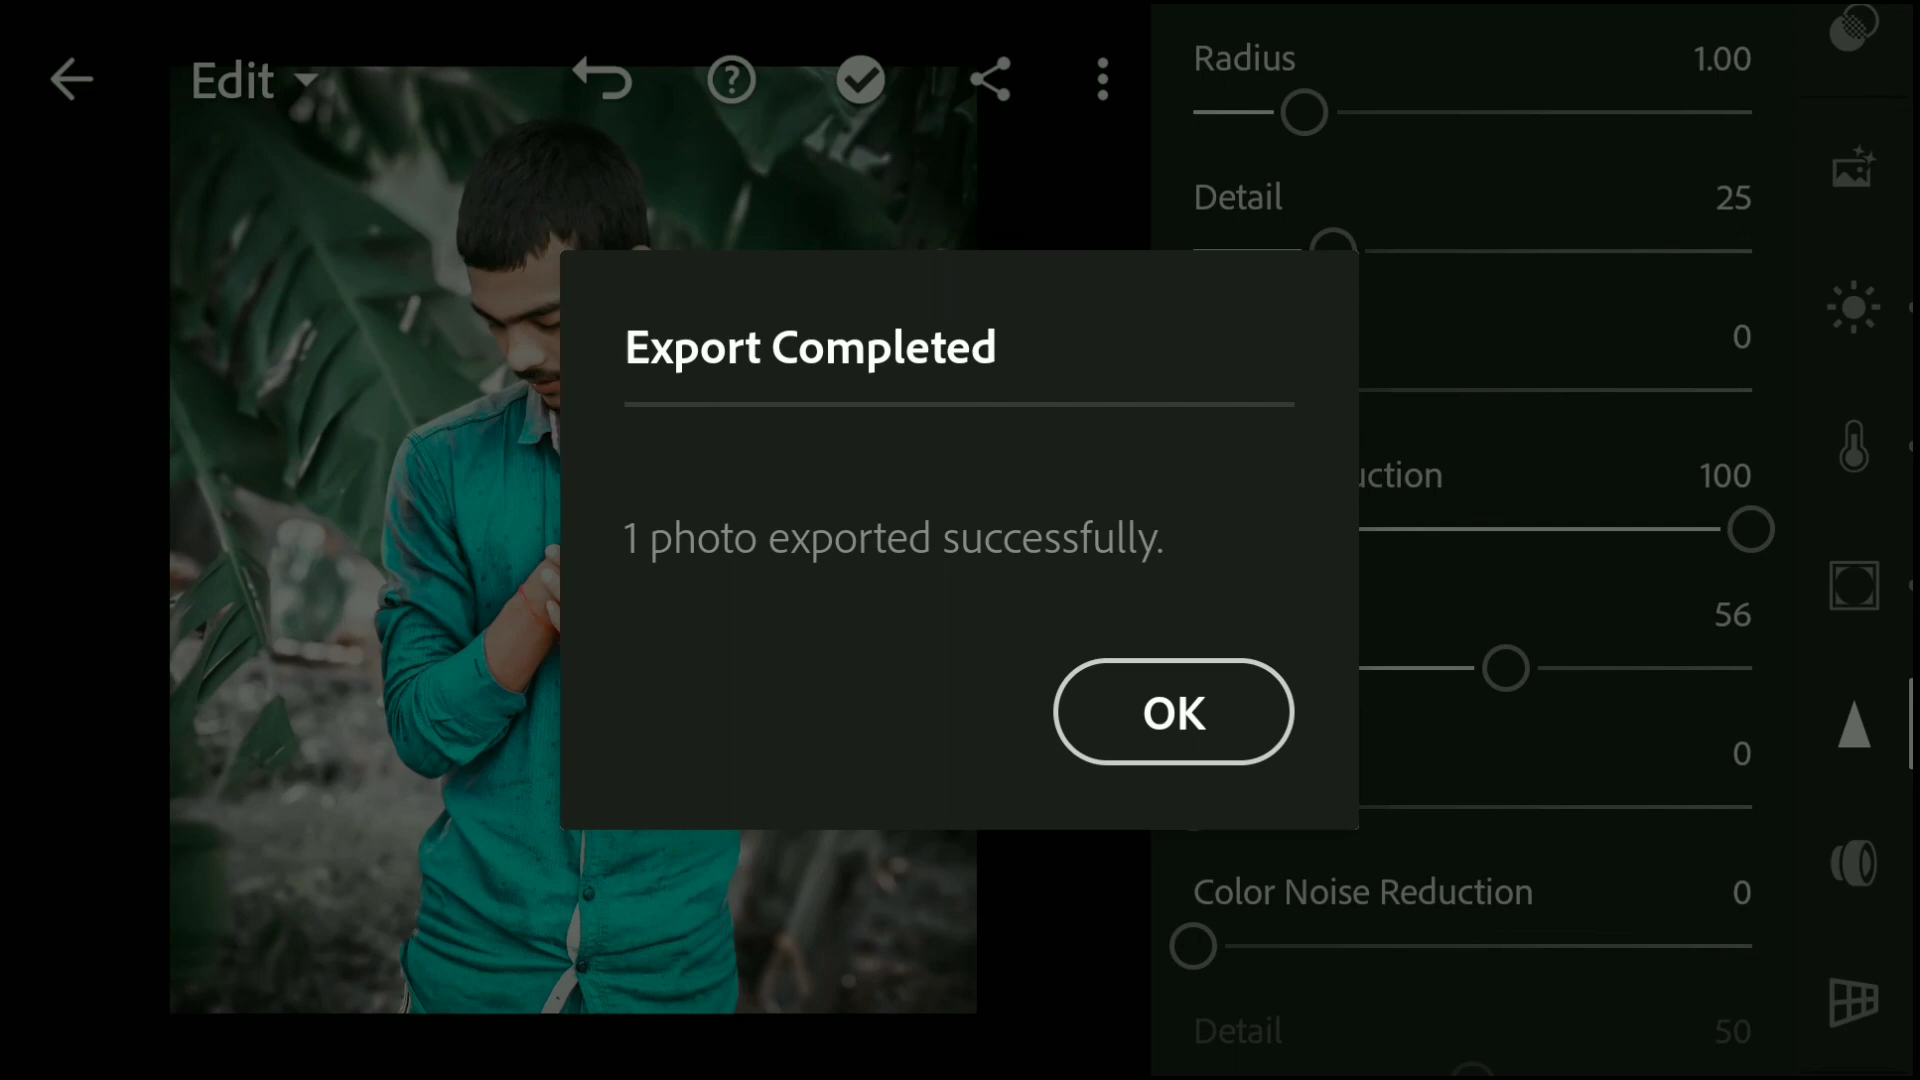 Edit
Radius 1.00
Detail 25
0
uction 100
56
0
Color Noise Reduction 0
Detail 50
Export Completed
1 photo exported successfully.
OK